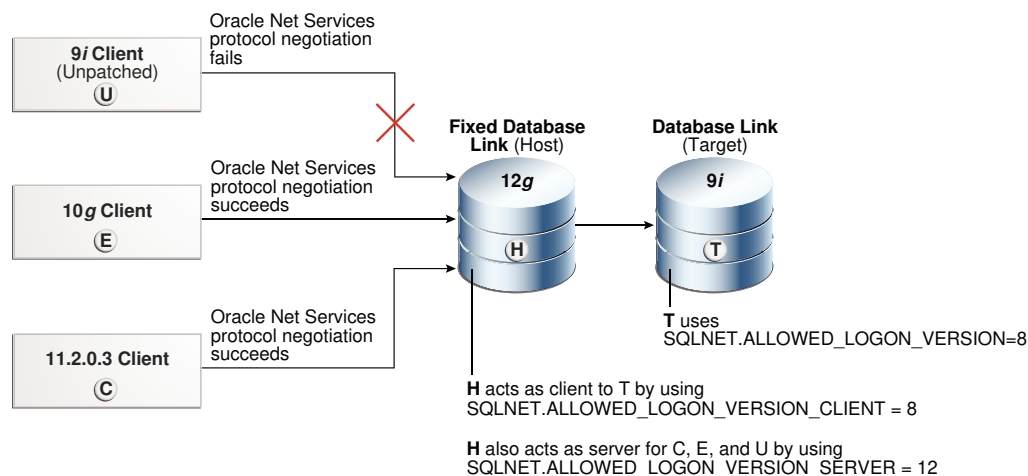 Oracle Net Services
protocol negotiation
fails
9i Client
(Unpatched)
U
Fixed Database
Link (Host)
Database Link
(Target)
12g
9i
Oracle Net Services
protocol negotiation
succeeds
10g Client
E
H
T
Oracle Net Services
protocol negotiation
succeeds
11.2.0.3 Client
C
T uses
SQLNET.ALLOWED_LOGON_VERSION=8
H acts as client to T by using
SQLNET.ALLOWED_LOGON_VERSION_CLIENT = 8
H also acts as server for C, E, and U by using
SQLNET.ALLOWED_LOGON_VERSION_SERVER = 12